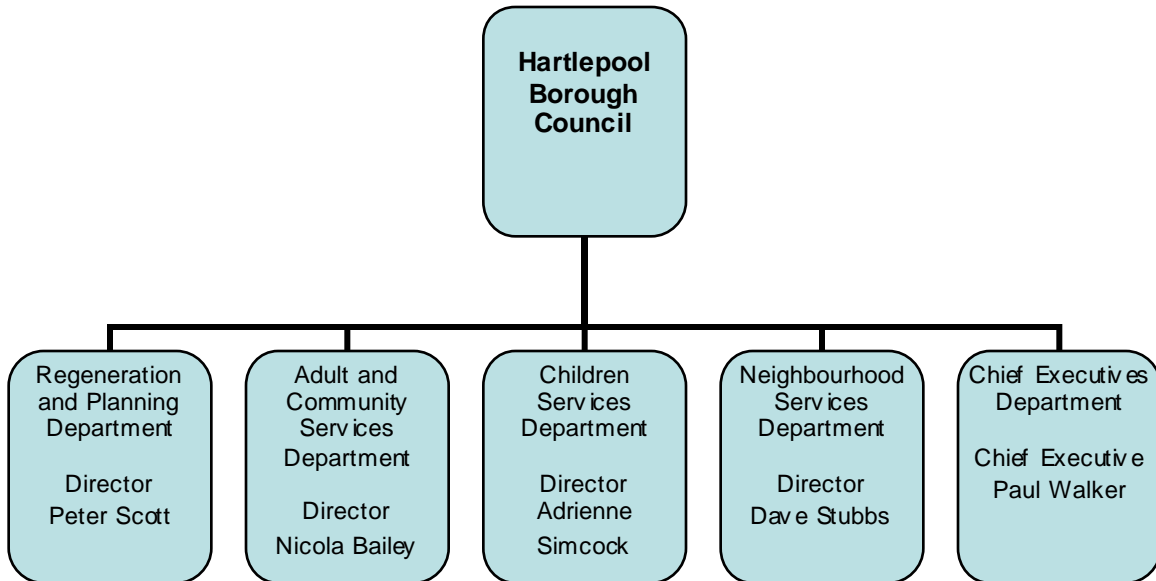 Hartlepool
Borough
Council
Regeneration
and Planning
Department
Director
Peter Scott
Adult and
Community
Services
Department
Director
Nicola Bailey
Children
Services
Department
Director
Adrienne
Simcock
Neighbourhood
Services
Department
Director
Dave Stubbs
Chief Executives
Department
Chief Executive
Paul Walker